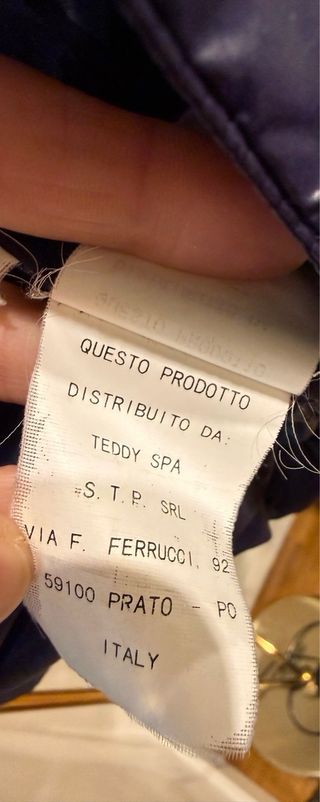 QUESTO PRODOTTO
DISTRIBUITO DA:
TEDDY SPA
S. T. P. SRL
VIA F. FERRUCCI, 92
59100 PRATO - PO
ITALY